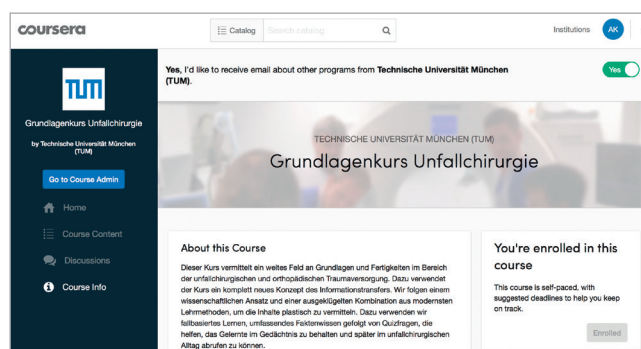 coursera
Catalog
Search catalog
Institutions
AK
TUM
Grundlagenkurs Unfallchirurgie
by Technische Universität München
(TUM)
Go to Course Admin
Home
Course Content
Discussions
Course Info
Yes, I'd like to receive email about other programs from Technische Universität München
(TUM).
Yes
TECHNISCHE UNIVERSITÄT MÜNCHEN (TUM)
Grundlagenkurs Unfallchirurgie
About this Course
Dieser Kurs vermittelt ein weites Feld an Grundlagen und Fertigkeiten im Bereich
der unfallchirurgischen und orthopädischen Traumaversorgung. Dazu verwendet
der Kurs ein komplett neues Konzept des Informationstransfers. Wir folgen einem
wissenschaftlichen Ansatz und einer ausgeklügelten Kombination aus modernsten
Lehrmethoden, um die Inhalte plastisch zu vermitteln. Dazu verwenden wir
fallbasiertes Lernen, umfassendes Faktenwissen gefolgt von Quizfragen, die
helfen, das Gelernte im Gedächtnis zu behalten und später im unfallchirurgischen
Alltag abrufen zu können.
You're enrolled in this
course
This course is self-paced, with
suggested deadlines to help you keep
on track.
Enrolled